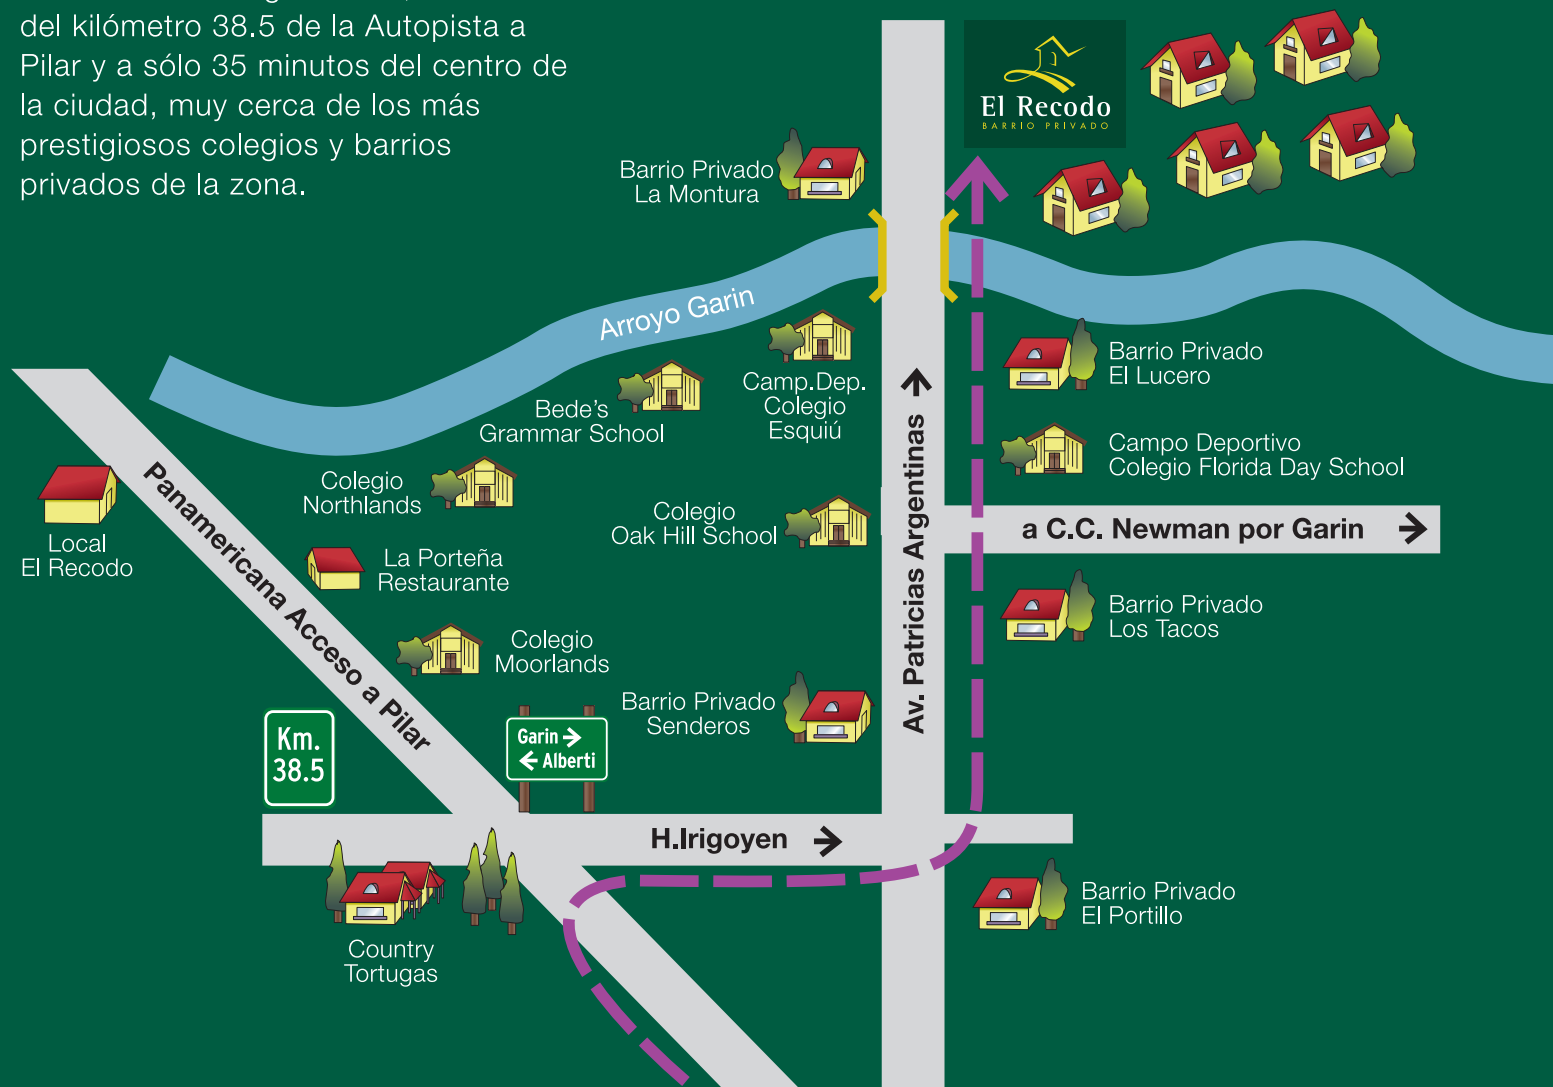 del kilómetro 38.5 de la Autopista a
Pilar y a sólo 35 minutos del centro de
la ciudad, muy cerca de los más
prestigiosos colegios y barrios
privados de la zona.
El Recodo
BARRIO PRIVADO
Barrio Privado
La Montura
Arroyo Garin
Camp.Dep.
Colegio
Esquiú
Bede's
Grammar School
Barrio Privado
El Lucero
Campo Deportivo
Colegio Florida Day School
Colegio
Northlands
Colegio
Oak Hill School
a C.C. Newman por Garin
Local
El Recodo
La Porteña
Restaurante
Panamericana Acceso a Pilar
Av. Patricias Argentinas
Barrio Privado
Los Tacos
Colegio
Moorlands
Barrio Privado
Senderos
Km.
38.5
Garin →
← Alberti
H.Irigoyen
Barrio Privado
El Portillo
Country
Tortugas